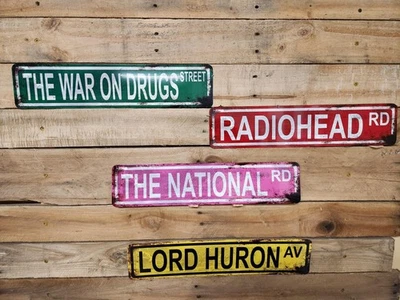 THE WAR ON DRUGS STREET
RADIOHEAD RD
THE NATIONAL RD
LORD HURON AV